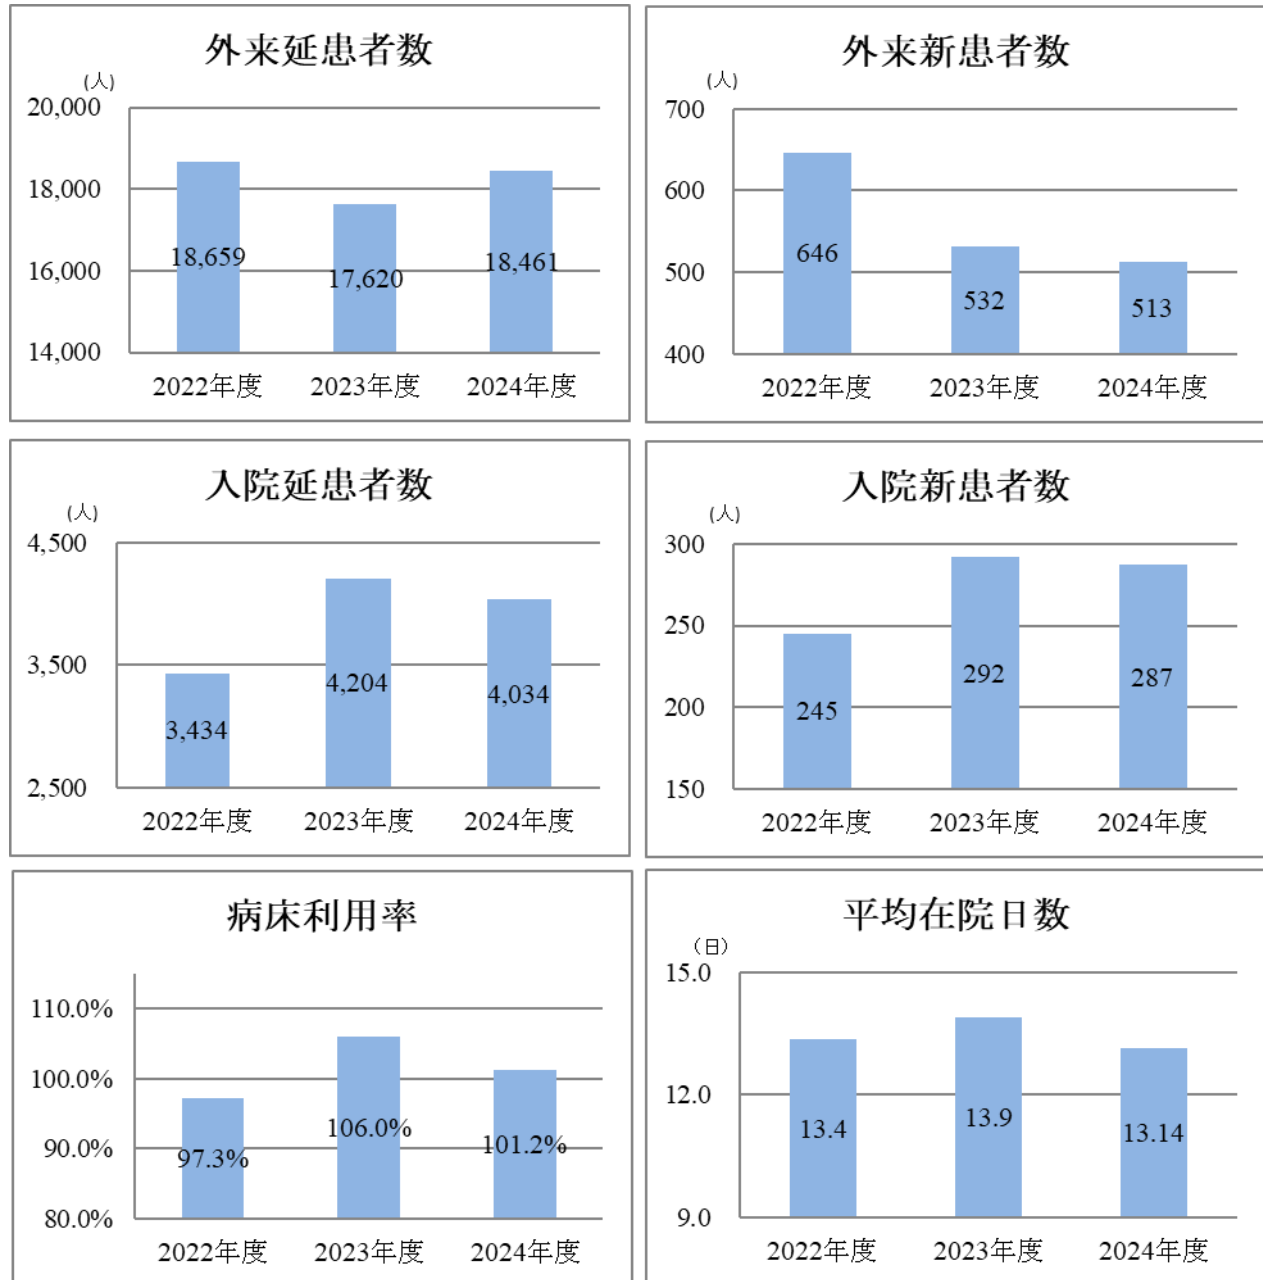 外来延患者数
(人)
20,000
18,000
16,000
14,000
18,659
17,620
18,461
2022年度 2023年度 2024年度
外来新患者数
(人)
700
600
500
400
646
532
513
2022年度 2023年度 2024年度
入院延患者数
(人)
4,500
3,500
2,500
3,434
4,204
4,034
2022年度 2023年度 2024年度
入院新患者数
(人)
300
250
200
150
245
292
287
2022年度 2023年度 2024年度
病床利用率
110.0%
100.0%
90.0%
80.0%
97.3%
106.0%
101.2%
2022年度 2023年度 2024年度
平均在院日数
（日）
15.0
12.0
9.0
13.4
13.9
13.14
2022年度 2023年度 2024年度